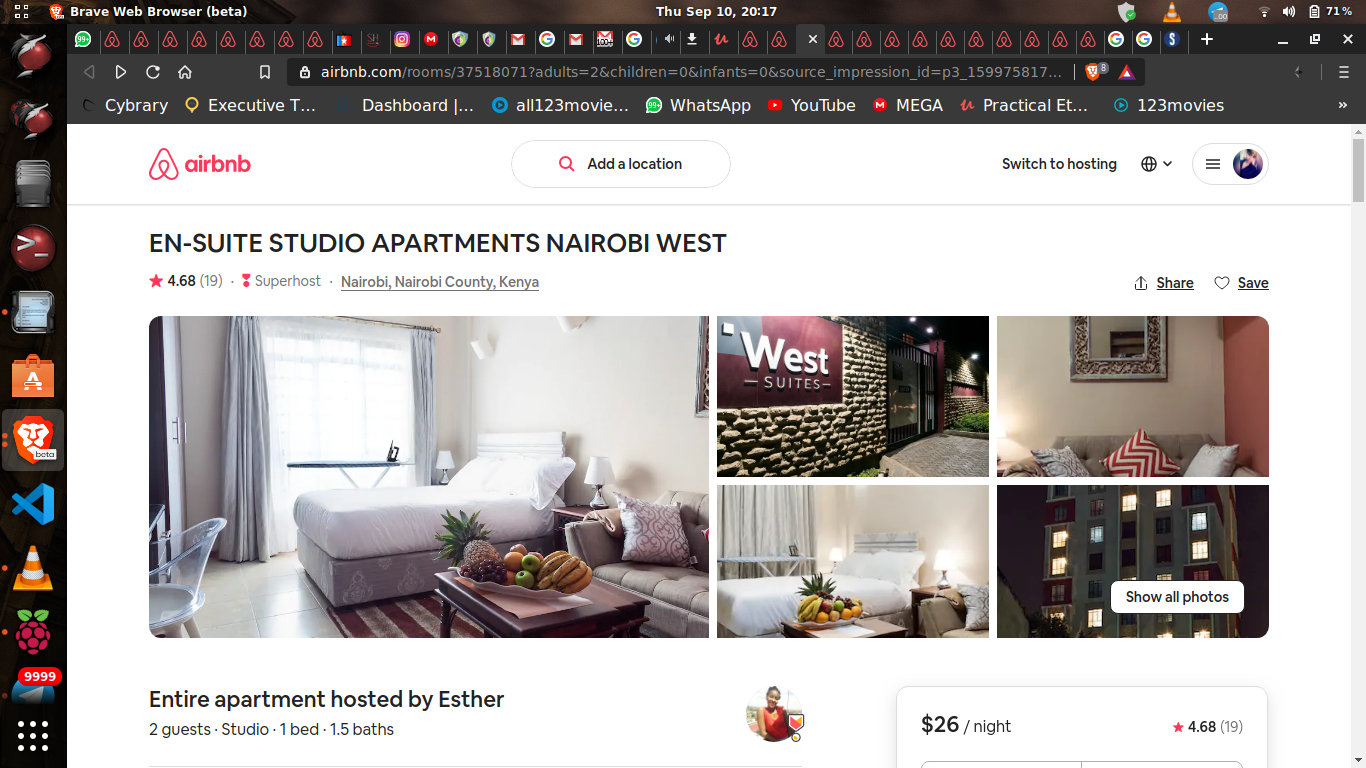 Brave Web Browser (beta)
Thu Sep 10, 20:17
71%
airbnb.com/rooms/37518071?adults=2&children=0&infants=0&source_impression_id=p3_159975817...
8
Cybrary
Executive T...
Dashboard |...
all123movie...
WhatsApp
YouTube
MEGA
Practical Et...
123movies
»
airbnb
Add a location
Switch to hosting
EN-SUITE STUDIO APARTMENTS NAIROBI WEST
4.68 (19) · Superhost · Nairobi, Nairobi County, Kenya
Share
Save
West
SUITES
Show all photos
beta
9999
Entire apartment hosted by Esther
2 guests · Studio · 1 bed · 1.5 baths
$26 / night
4.68 (19)